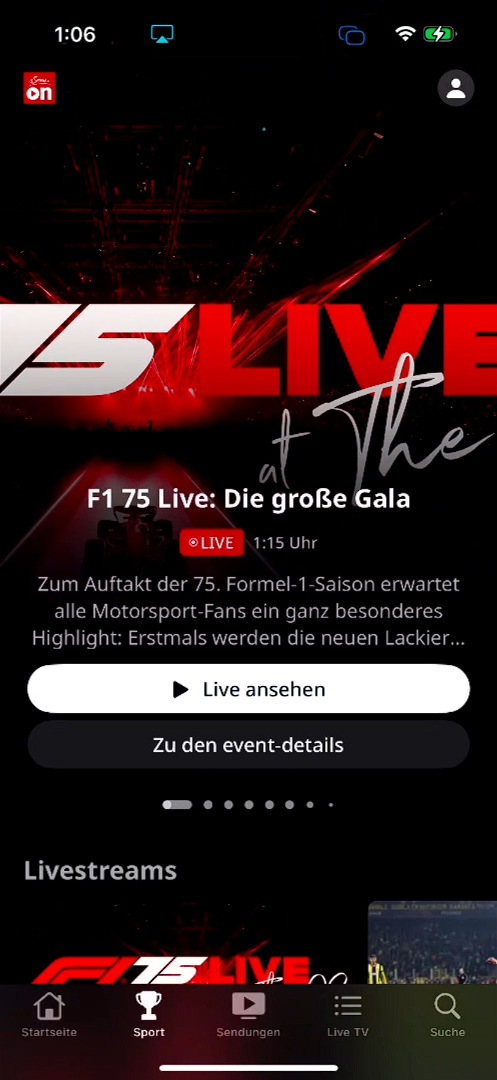 1:06
Servus
on
75 LIVE
at The
F1 75 Live: Die große Gala
LIVE 1:15 Uhr
Zum Auftakt der 75. Formel-1-Saison erwartet
alle Motorsport-Fans ein ganz besonderes
Highlight: Erstmals werden die neuen Lackier...
Live ansehen
Zu den event-details
Livestreams
F1 75 LIVE
Startseite Sport Sendungen Live TV Suche